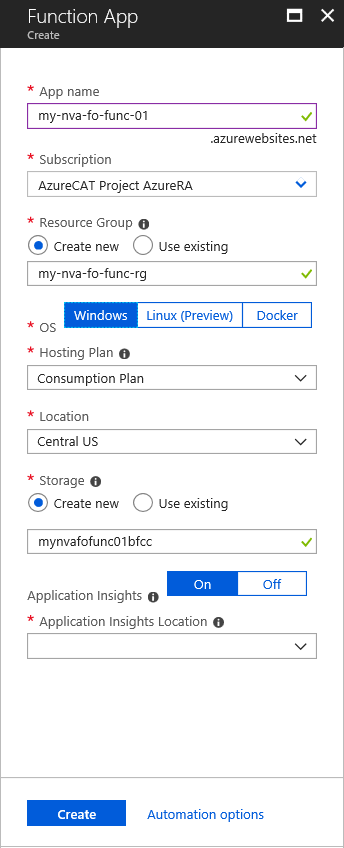 Function App
Create
* App name
my-nva-fo-func-01
.azurewebsites.net
* Subscription
AzureCAT Project AzureRA
* Resource Group
Create new Use existing
my-nva-fo-func-rg
* OS Windows Linux (Preview) Docker
* Hosting Plan
Consumption Plan
* Location
Central US
* Storage
Create new Use existing
mynvafofunc01bfcc
Application Insights On Off
* Application Insights Location
Create Automation options